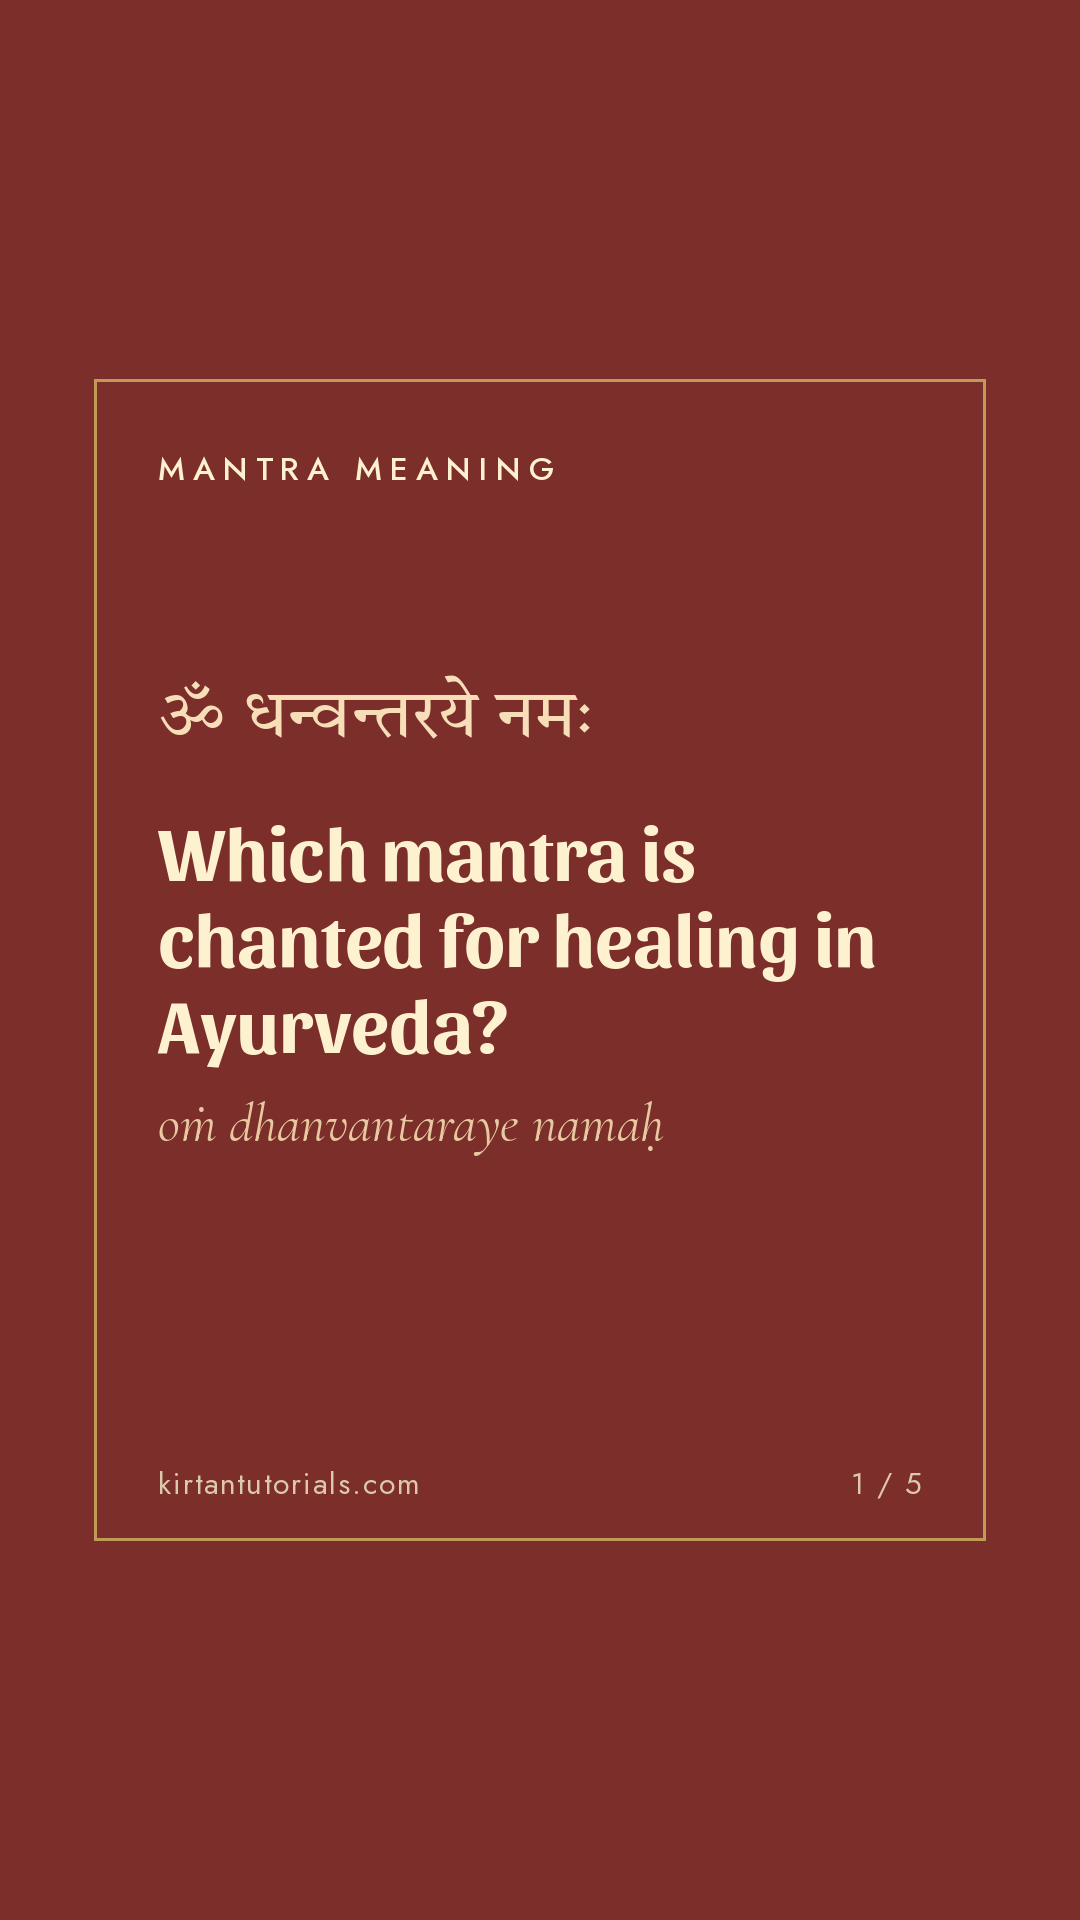 MANTRA MEANING
ॐ धन्वन्तरये नमः
Which mantra is
chanted for healing in
Ayurveda?
oṁ dhanvantaraye namaḥ
kirtantutorials.com
1 / 5